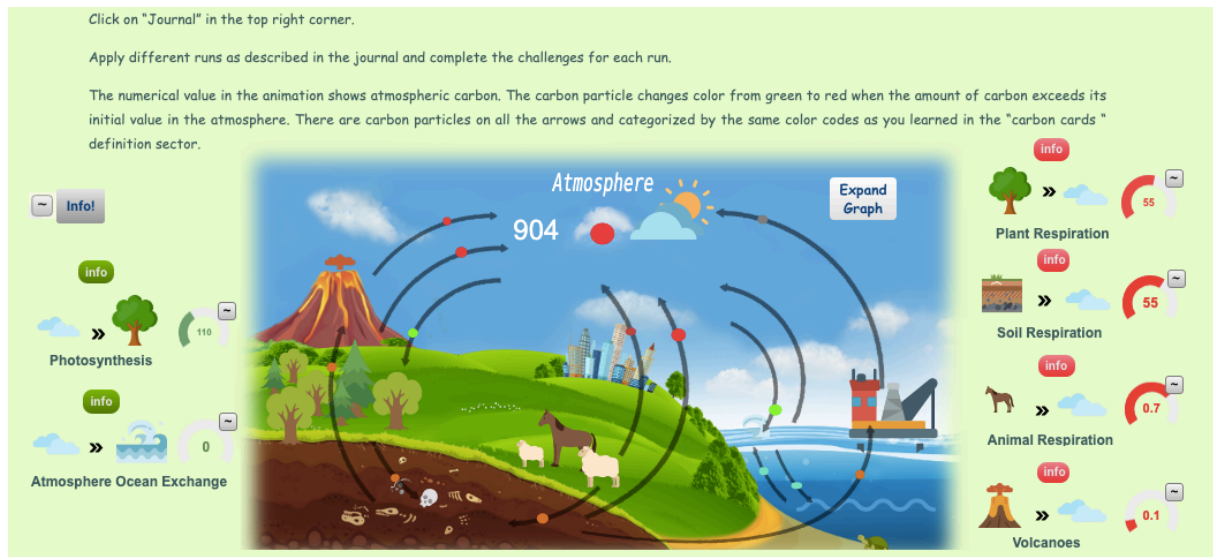 Click on “Journal” in the top right corner.
Apply different runs as described in the journal and complete the challenges for each run.
The numerical value in the animation shows atmospheric carbon. The carbon particle changes color from green to red when the amount of carbon exceeds its
initial value in the atmosphere. There are carbon particles on all the arrows and categorized by the same color codes as you learned in the “carbon cards “
definition sector.
~
Info!
info
110
~
Photosynthesis
info
0
~
Atmosphere Ocean Exchange
Atmosphere
904
Expand
Graph
info
55
~
Plant Respiration
info
55
~
Soil Respiration
info
0.7
~
Animal Respiration
info
0.1
~
Volcanoes